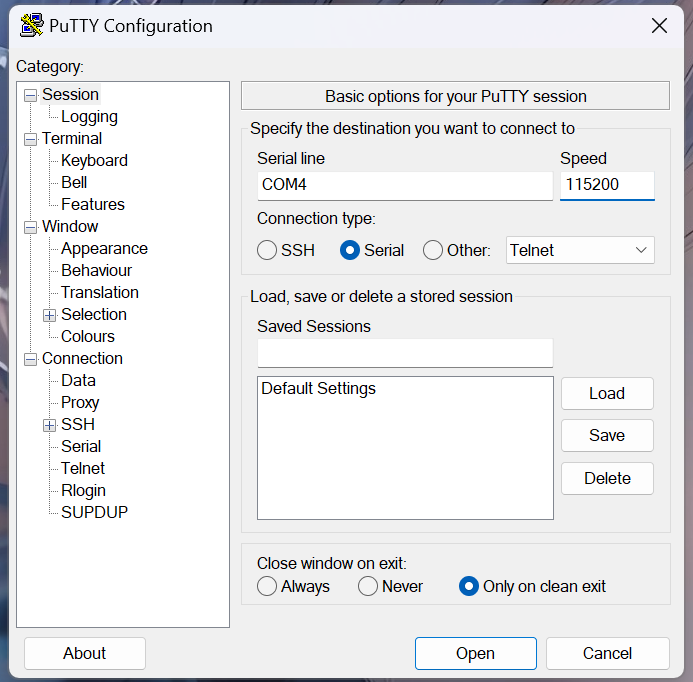 PuTTY Configuration
Category:
Session
Logging
Terminal
Keyboard
Bell
Features
Window
Appearance
Behaviour
Translation
Selection
Colours
Connection
Data
Proxy
SSH
Serial
Telnet
Rlogin
SUPDUP
Basic options for your PuTTY session
Specify the destination you want to connect to
Serial line Speed
COM4 115200
Connection type:
SSH Serial Other: Telnet
Load, save or delete a stored session
Saved Sessions
Default Settings
Load
Save
Delete
Close window on exit:
Always Never Only on clean exit
About Open Cancel